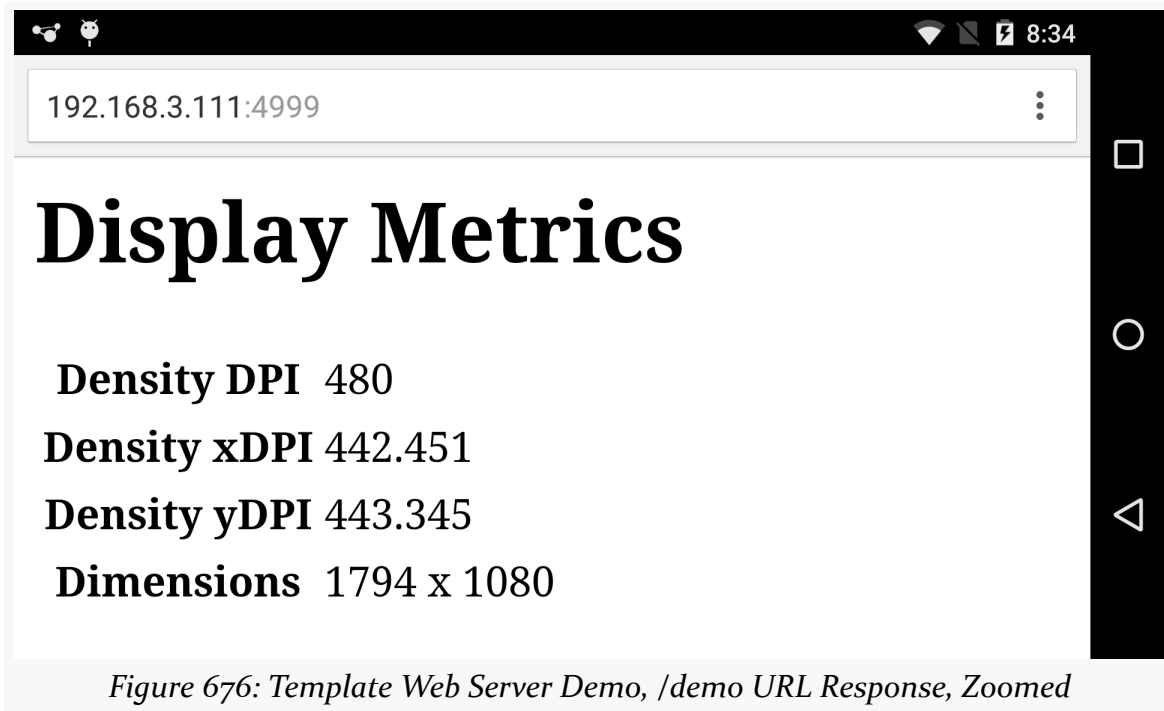 8:34
192.168.3.111:4999
Display Metrics
Density DPI 480
Density xDPI 442.451
Density yDPI 443.345
Dimensions 1794 x 1080
Figure 676: Template Web Server Demo, /demo URL Response, Zoomed